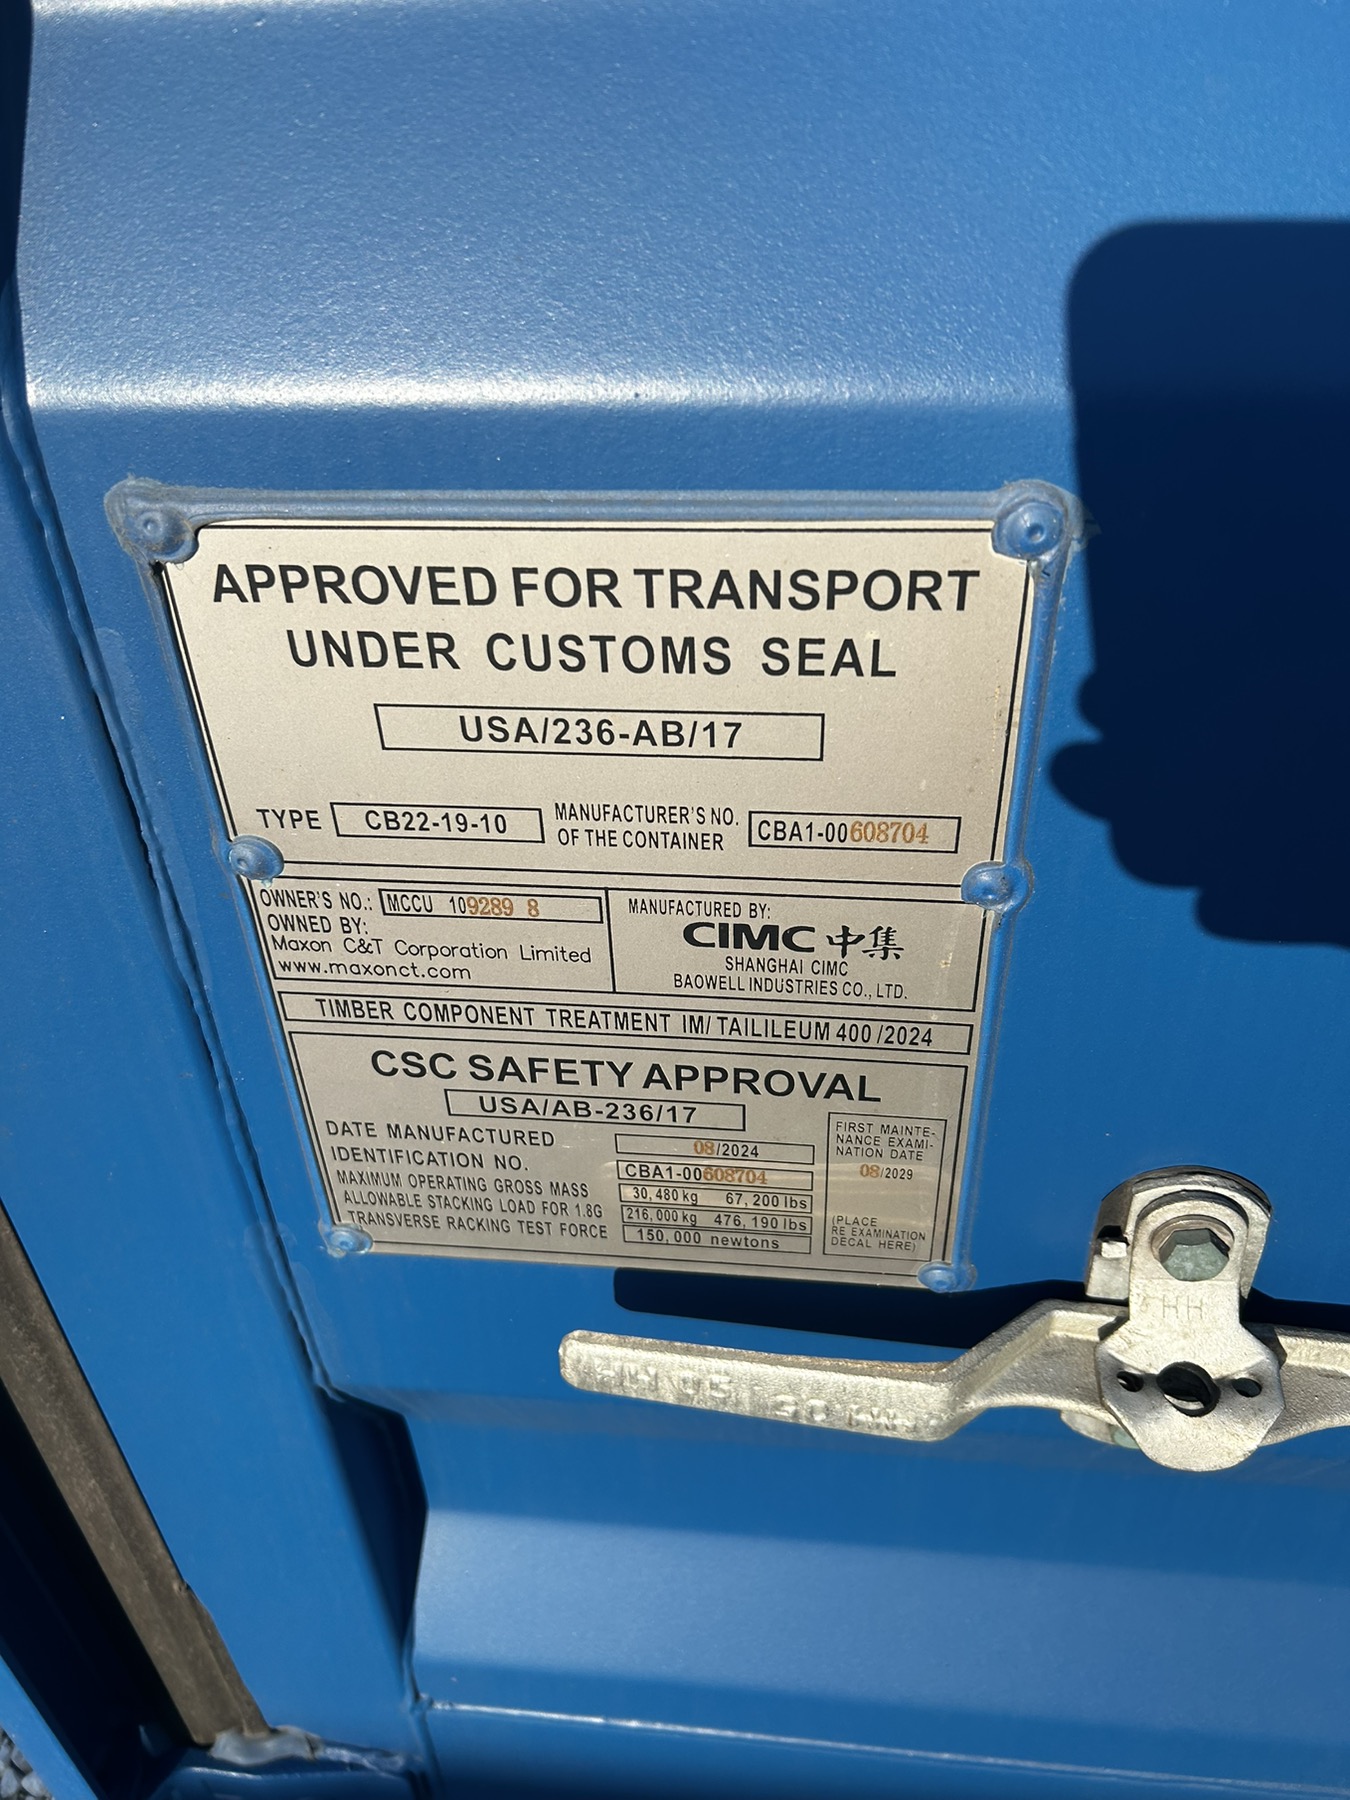 APPROVED FOR TRANSPORT
UNDER CUSTOMS SEAL
USA/236-AB/17
TYPE CB22-19-10 MANUFACTURER'S NO. OF THE CONTAINER CBA1-00608704
OWNER'S NO.: MCCU 109289 8
OWNED BY:
Maxon C&T Corporation Limited
www.maxonct.com
MANUFACTURED BY:
CIMC 中集
SHANGHAI CIMC
BAOWELL INDUSTRIES CO., LTD.
TIMBER COMPONENT TREATMENT IM/ TAILILEUM 400 /2024
CSC SAFETY APPROVAL
USA/AB-236/17
DATE MANUFACTURED 08/2024
IDENTIFICATION NO. CBA1-00608704
MAXIMUM OPERATING GROSS MASS 30,480 kg 67,200 lbs
ALLOWABLE STACKING LOAD FOR 1.8G 216,000 kg 476,190 lbs
TRANSVERSE RACKING TEST FORCE 150,000 newtons
FIRST MAINTE-
NANCE EXAMI-
NATION DATE
08/2029
(PLACE
RE EXAMINATION
DECAL HERE)
HH